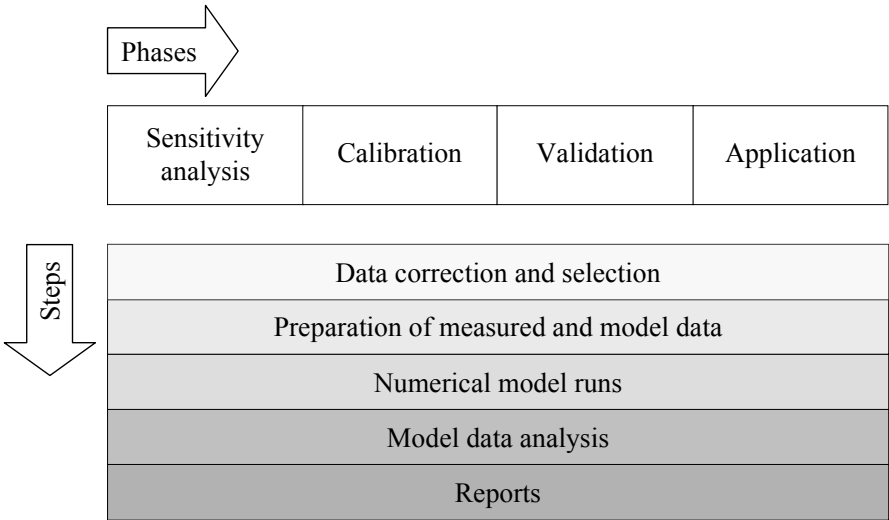 Phases
Sensitivity
analysis
Calibration
Validation
Application
Steps
Data correction and selection
Preparation of measured and model data
Numerical model runs
Model data analysis
Reports